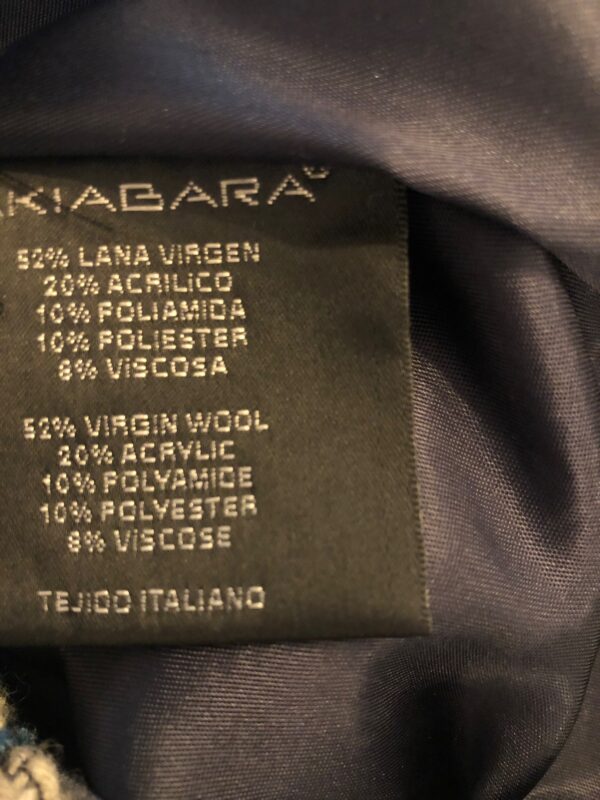 AKIABARA
52% LANA VIRGEN
20% ACRILICO
10% POLIAMIDA
10% POLIESTER
8% VISCOSA
52% VIRGIN WOOL
20% ACRYLIC
10% POLYAMIDE
10% POLYESTER
8% VISCOSE
TEJIDO ITALIANO